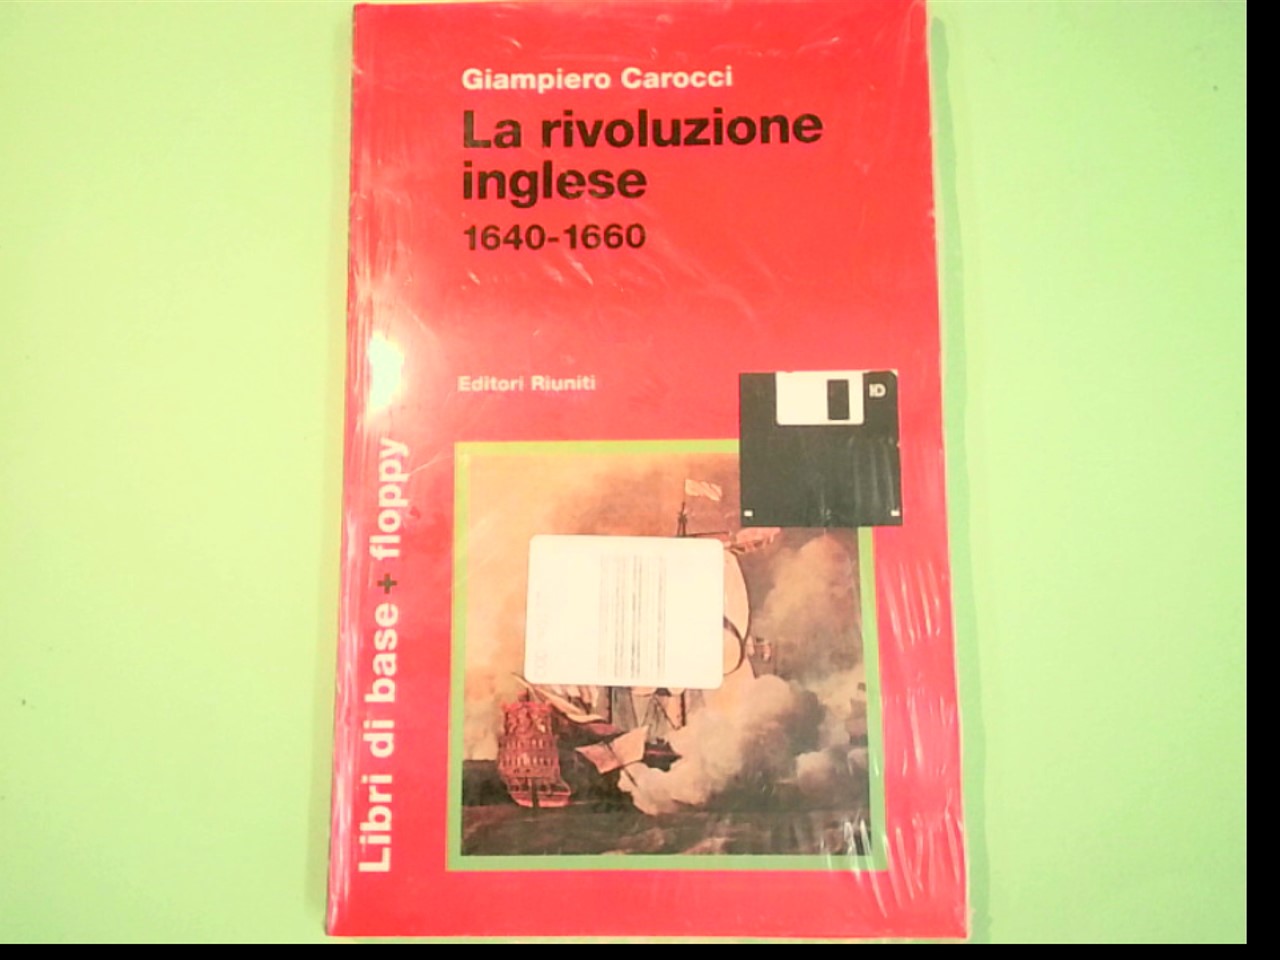 Giampiero Carocci
La rivoluzione
inglese
1640-1660
Editori Riuniti
Libri di base + floppy